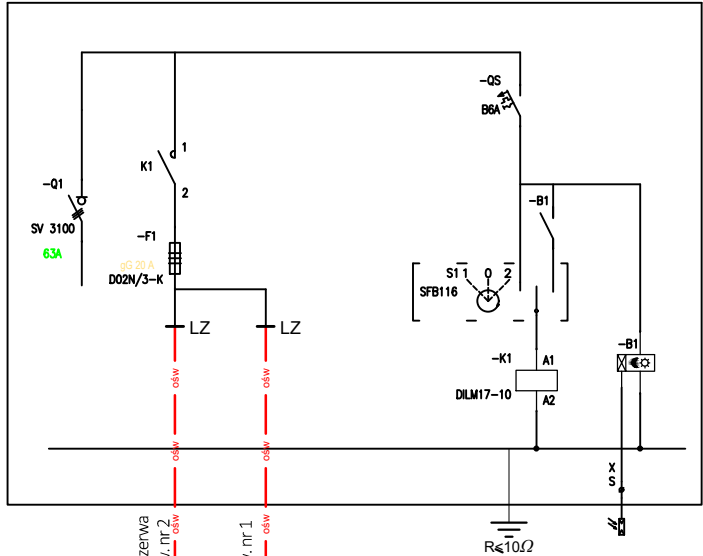 -QS
B6A
1
K1
2
-Q1
SV 3100
63A
-F1
gG 20 A
D02N/3-K
-B1
S1 1 0 2
SFB116
LZ
LZ
-B1
-K1
A1
DILM17-10
A2
ośw
ośw
ośw
ośw
X
S
ośw
ośw
nr 2
nr 1
R≤10Ω